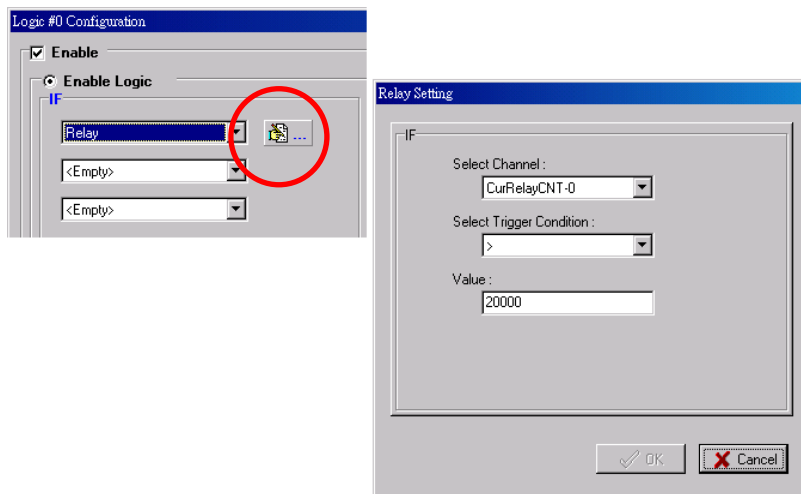 Logic #0 Configuration
Enable
Enable Logic
IF
Relay
...
<Empty>
<Empty>
Relay Setting
IF
Select Channel :
CurRelayCNT-0
Select Trigger Condition :
>
Value :
20000
OK
Cancel